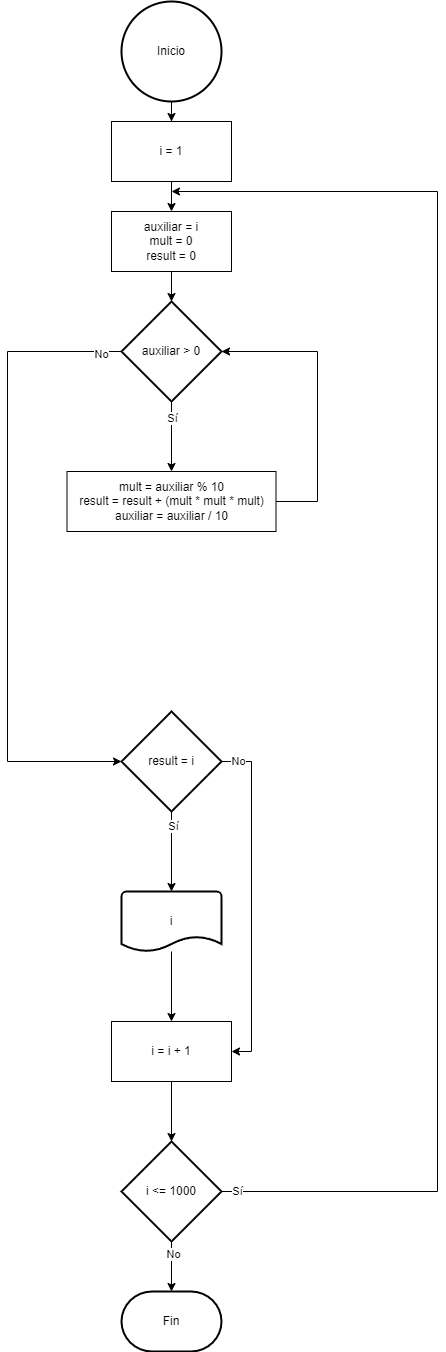 Inicio
i = 1
auxiliar = i
mult = 0
result = 0
auxiliar > 0
No
Sí
mult = auxiliar % 10
result = result + (mult * mult * mult)
auxiliar = auxiliar / 10
result = i
No
Sí
i
i = i + 1
i <= 1000
Sí
No
Fin